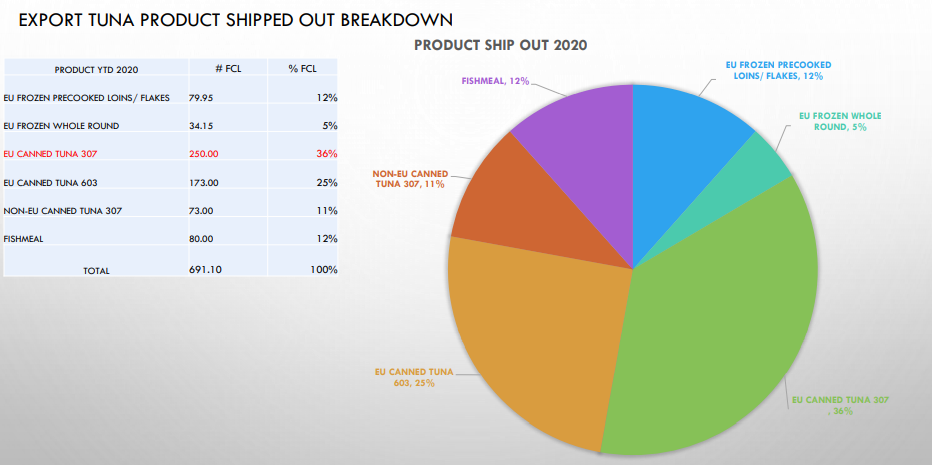 EXPORT TUNA PRODUCT SHIPPED OUT BREAKDOWN
PRODUCT YTD 2020 # FCL % FCL
EU FROZEN PRECOOKED LOINS/ FLAKES 79.95 12%
EU FROZEN WHOLE ROUND 34.15 5%
EU CANNED TUNA 307 250.00 36%
EU CANNED TUNA 603 173.00 25%
NON-EU CANNED TUNA 307 73.00 11%
FISHMEAL 80.00 12%
TOTAL 691.10 100%
PRODUCT SHIP OUT 2020
EU FROZEN PRECOOKED
LOINS/ FLAKES, 12%
EU FROZEN WHOLE
ROUND, 5%
EU CANNED TUNA 307
, 36%
EU CANNED TUNA
603, 25%
NON-EU CANNED
TUNA 307, 11%
FISHMEAL, 12%